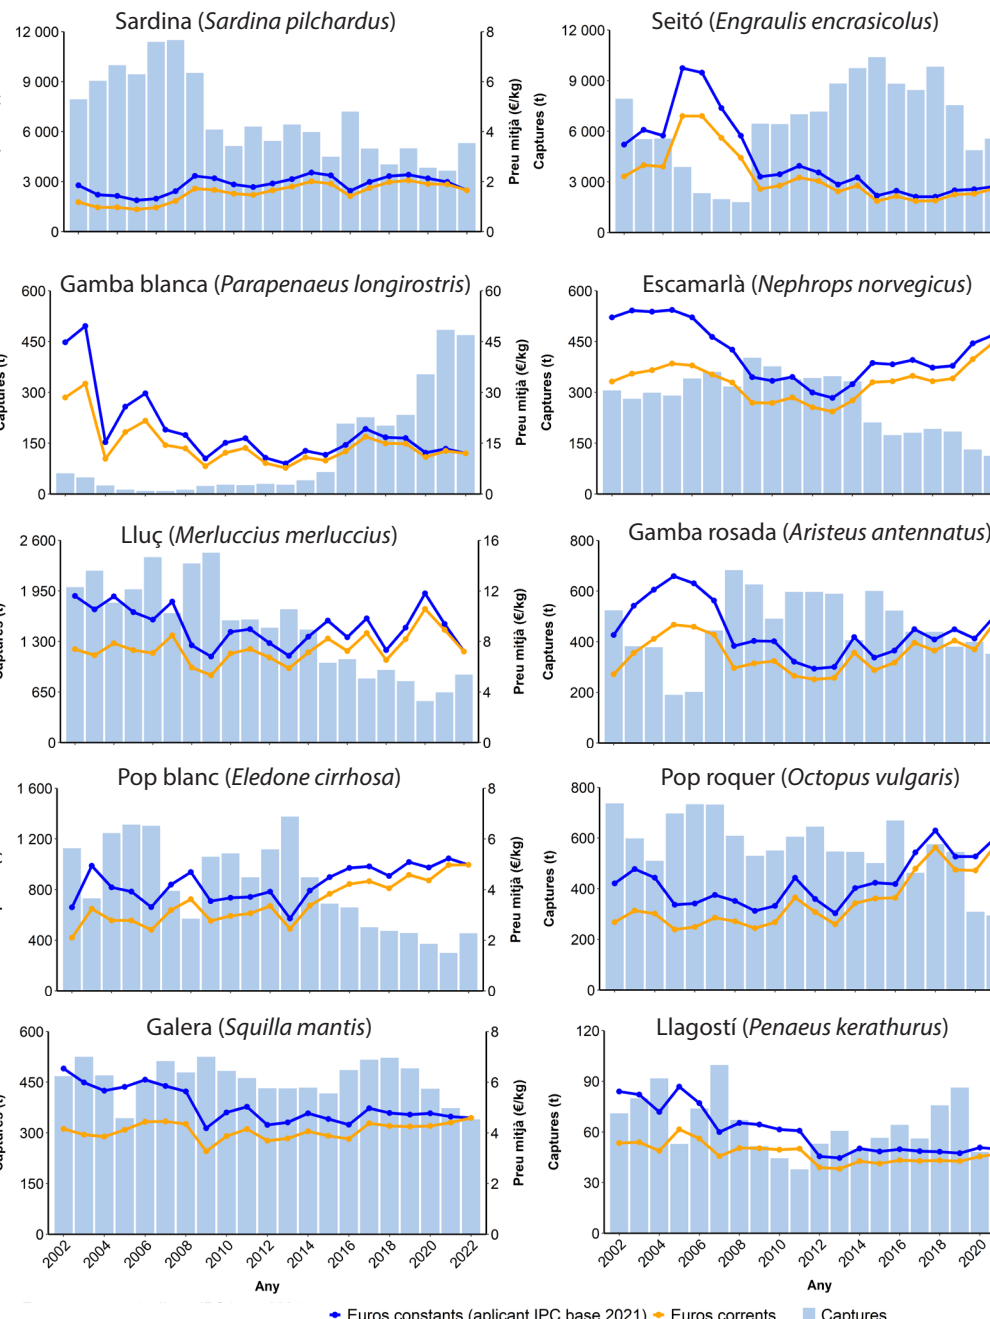 Sardina (Sardina pilchardus)
12 000
9 000
6 000
3 000
0
8
6
4
2
0
Preu mitjà (€/kg)
Seitó (Engraulis encrasicolus)
12 000
9 000
6 000
3 000
0
Captures (t)
Gamba blanca (Parapenaeus longirostris)
600
450
300
150
0
Captures (t)
60
45
30
15
0
Preu mitjà (€/kg)
Escamarlà (Nephrops norvegicus)
600
450
300
150
0
Captures (t)
Lluç (Merluccius merluccius)
2 600
1950
1300
650
0
Captures (t)
16
12
8
4
0
Preu mitjà (€/kg)
Gamba rosada (Aristeus antennatus)
800
600
400
200
0
Captures (t)
Pop blanc (Eledone cirrhosa)
1 600
1 200
800
400
0
8
6
4
2
0
Preu mitjà (€/kg)
Pop roquer (Octopus vulgaris)
800
600
400
200
0
Captures (t)
Galera (Squilla mantis)
600
450
300
150
0
Captures (t)
8
6
4
2
0
Preu mitjà (€/kg)
2002 2004 2006 2008 2010 2012 2014 2016 2018 2020 2022
Any
Llagostí (Penaeus kerathurus)
120
90
60
30
0
Captures (t)
2002 2004 2006 2008 2010 2012 2014 2016 2018 2020
Any
Euros constants (aplicant IPC base 2021) Euros corrents Captures